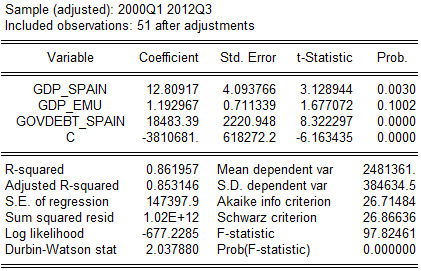 Sample (adjusted): 2000Q1 2012Q3
Included observations: 51 after adjustments
Variable Coefficient Std. Error t-Statistic Prob.
GDP_SPAIN 12.80917 4.093766 3.128944 0.0030
GDP_EMU 1.192967 0.711339 1.677072 0.1002
GOVDEBT_SPAIN 18483.39 2220.948 8.322297 0.0000
C -3810681. 618272.2 -6.163435 0.0000
R-squared 0.861957 Mean dependent var 2481361.
Adjusted R-squared 0.853146 S.D. dependent var 384634.5
S.E. of regression 147397.9 Akaike info criterion 26.71484
Sum squared resid 1.02E+12 Schwarz criterion 26.86636
Log likelihood -677.2285 F-statistic 97.82461
Durbin-Watson stat 2.037880 Prob(F-statistic) 0.000000